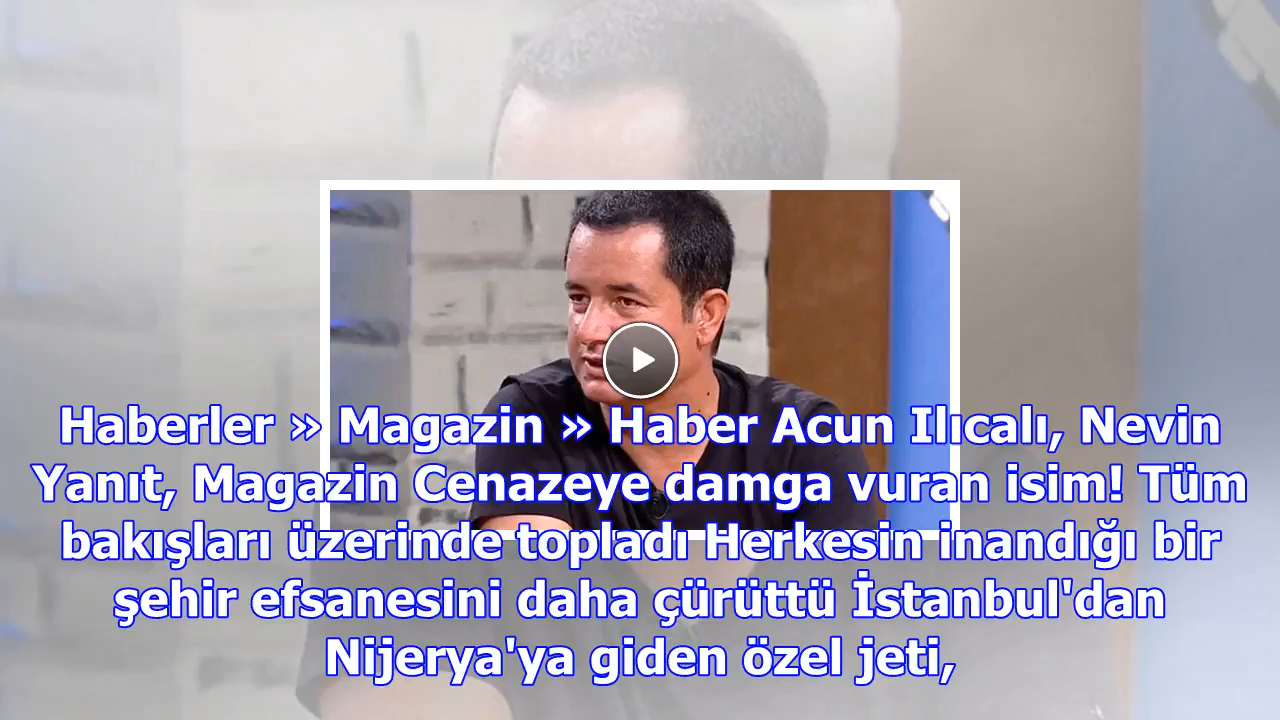 Haberler » Magazin » Haber Acun Ilıcalı, Nevin
Yanıt, Magazin Cenazeye damga vuran isim! Tüm
bakışları üzerinde topladı Herkesin inandığı bir
şehir efsanesini daha çürüttü İstanbul'dan
Nijerya'ya giden özel jeti,